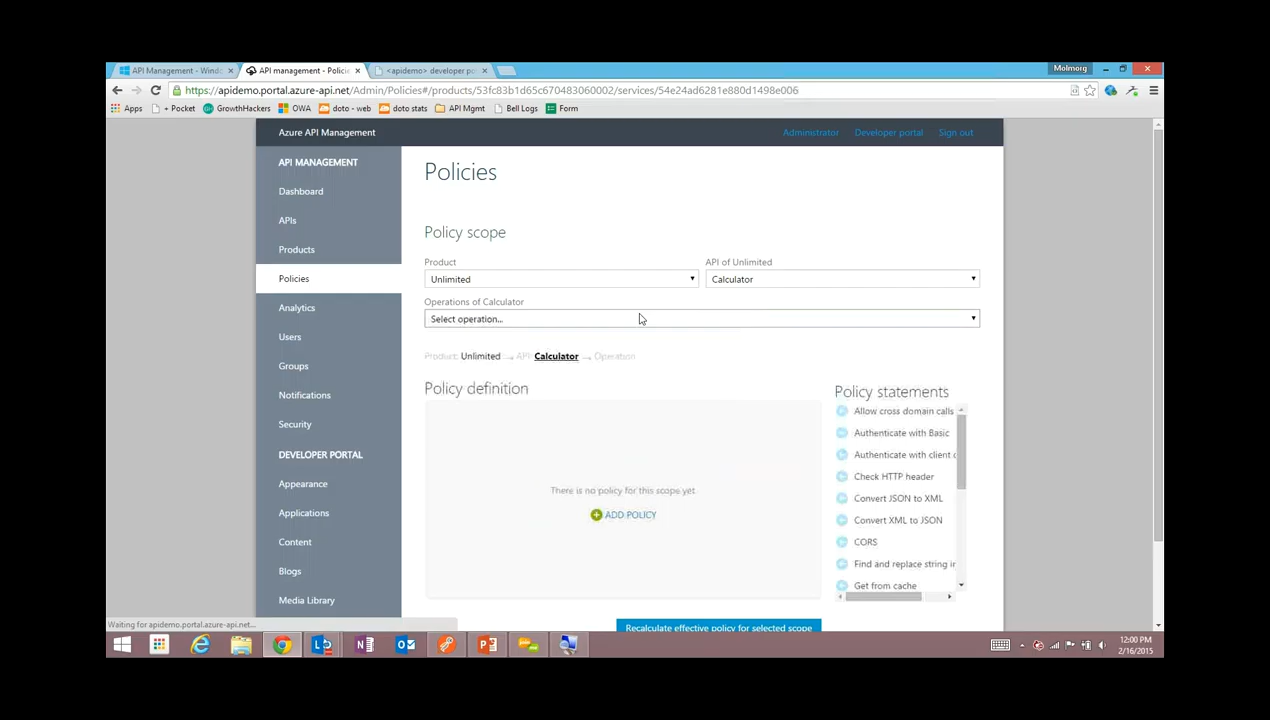 API Management - Windo
API management - Policie
<apidemo> developer po
Molmorg
https://apidemo.portal.azure-api.net/Admin/Policies#/products/53fc83b1d65c670483060002/services/54e24ad6281e880d1498e006
Apps
+ Pocket
GrowthHackers
OWA
doto - web
doto stats
API Mgmt
Bell Logs
Form
Azure API Management
Administrator
Developer portal
Sign out
API MANAGEMENT
Dashboard
APIs
Products
Policies
Analytics
Users
Groups
Notifications
Security
DEVELOPER PORTAL
Appearance
Applications
Content
Blogs
Media Library
Policies
Policy scope
Product
API of Unlimited
Unlimited
Calculator
Operations of Calculator
Select operation...
Product: Unlimited → API: Calculator → Operation
Policy definition
There is no policy for this scope yet.
ADD POLICY
Policy statements
Allow cross domain calls
Authenticate with Basic
Authenticate with client c
Check HTTP header
Convert JSON to XML
Convert XML to JSON
CORS
Find and replace string in
Get from cache
Recalculate effective policy for selected scope
Waiting for apidemo.portal.azure-api.net...
12:00 PM
2/16/2015